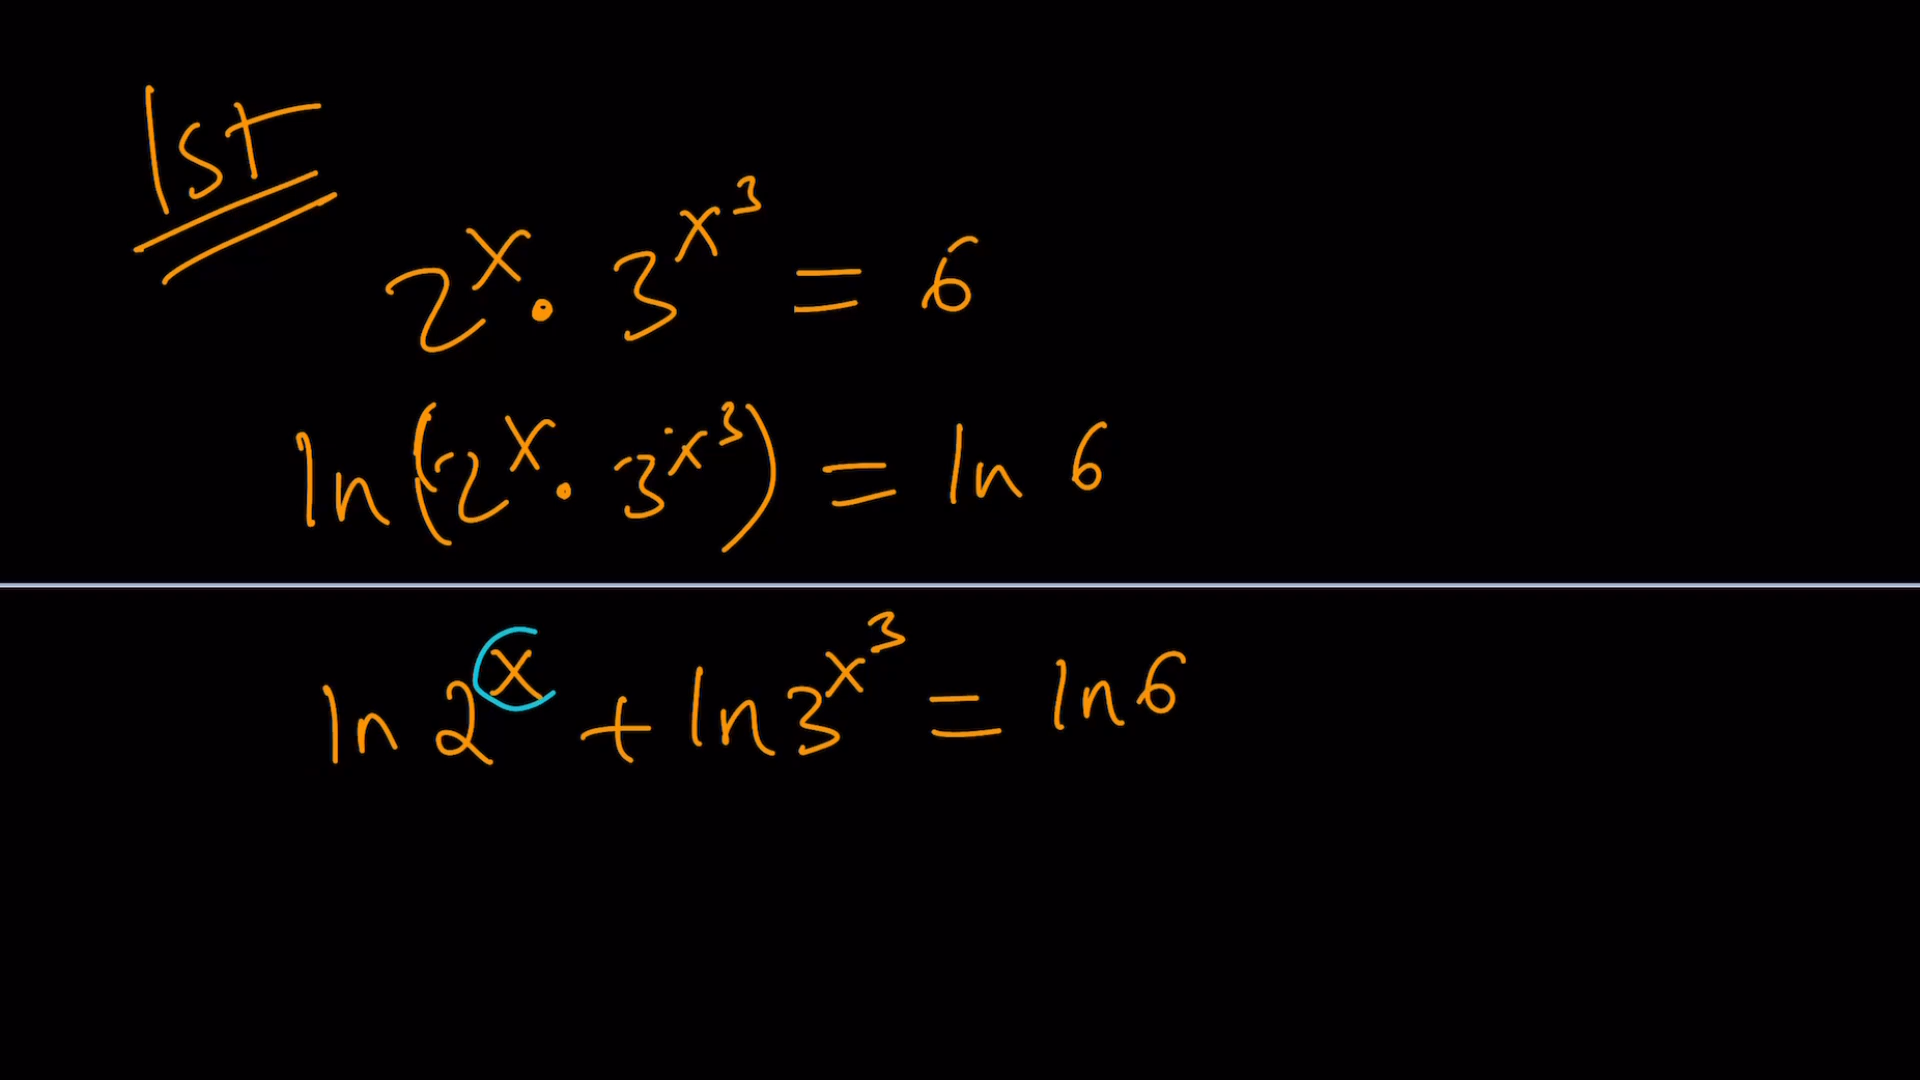 1st
2^x · 3^x^3 = 6
ln(2^x · 3^x^3) = ln 6
ln 2^x + ln 3^x^3 = ln 6